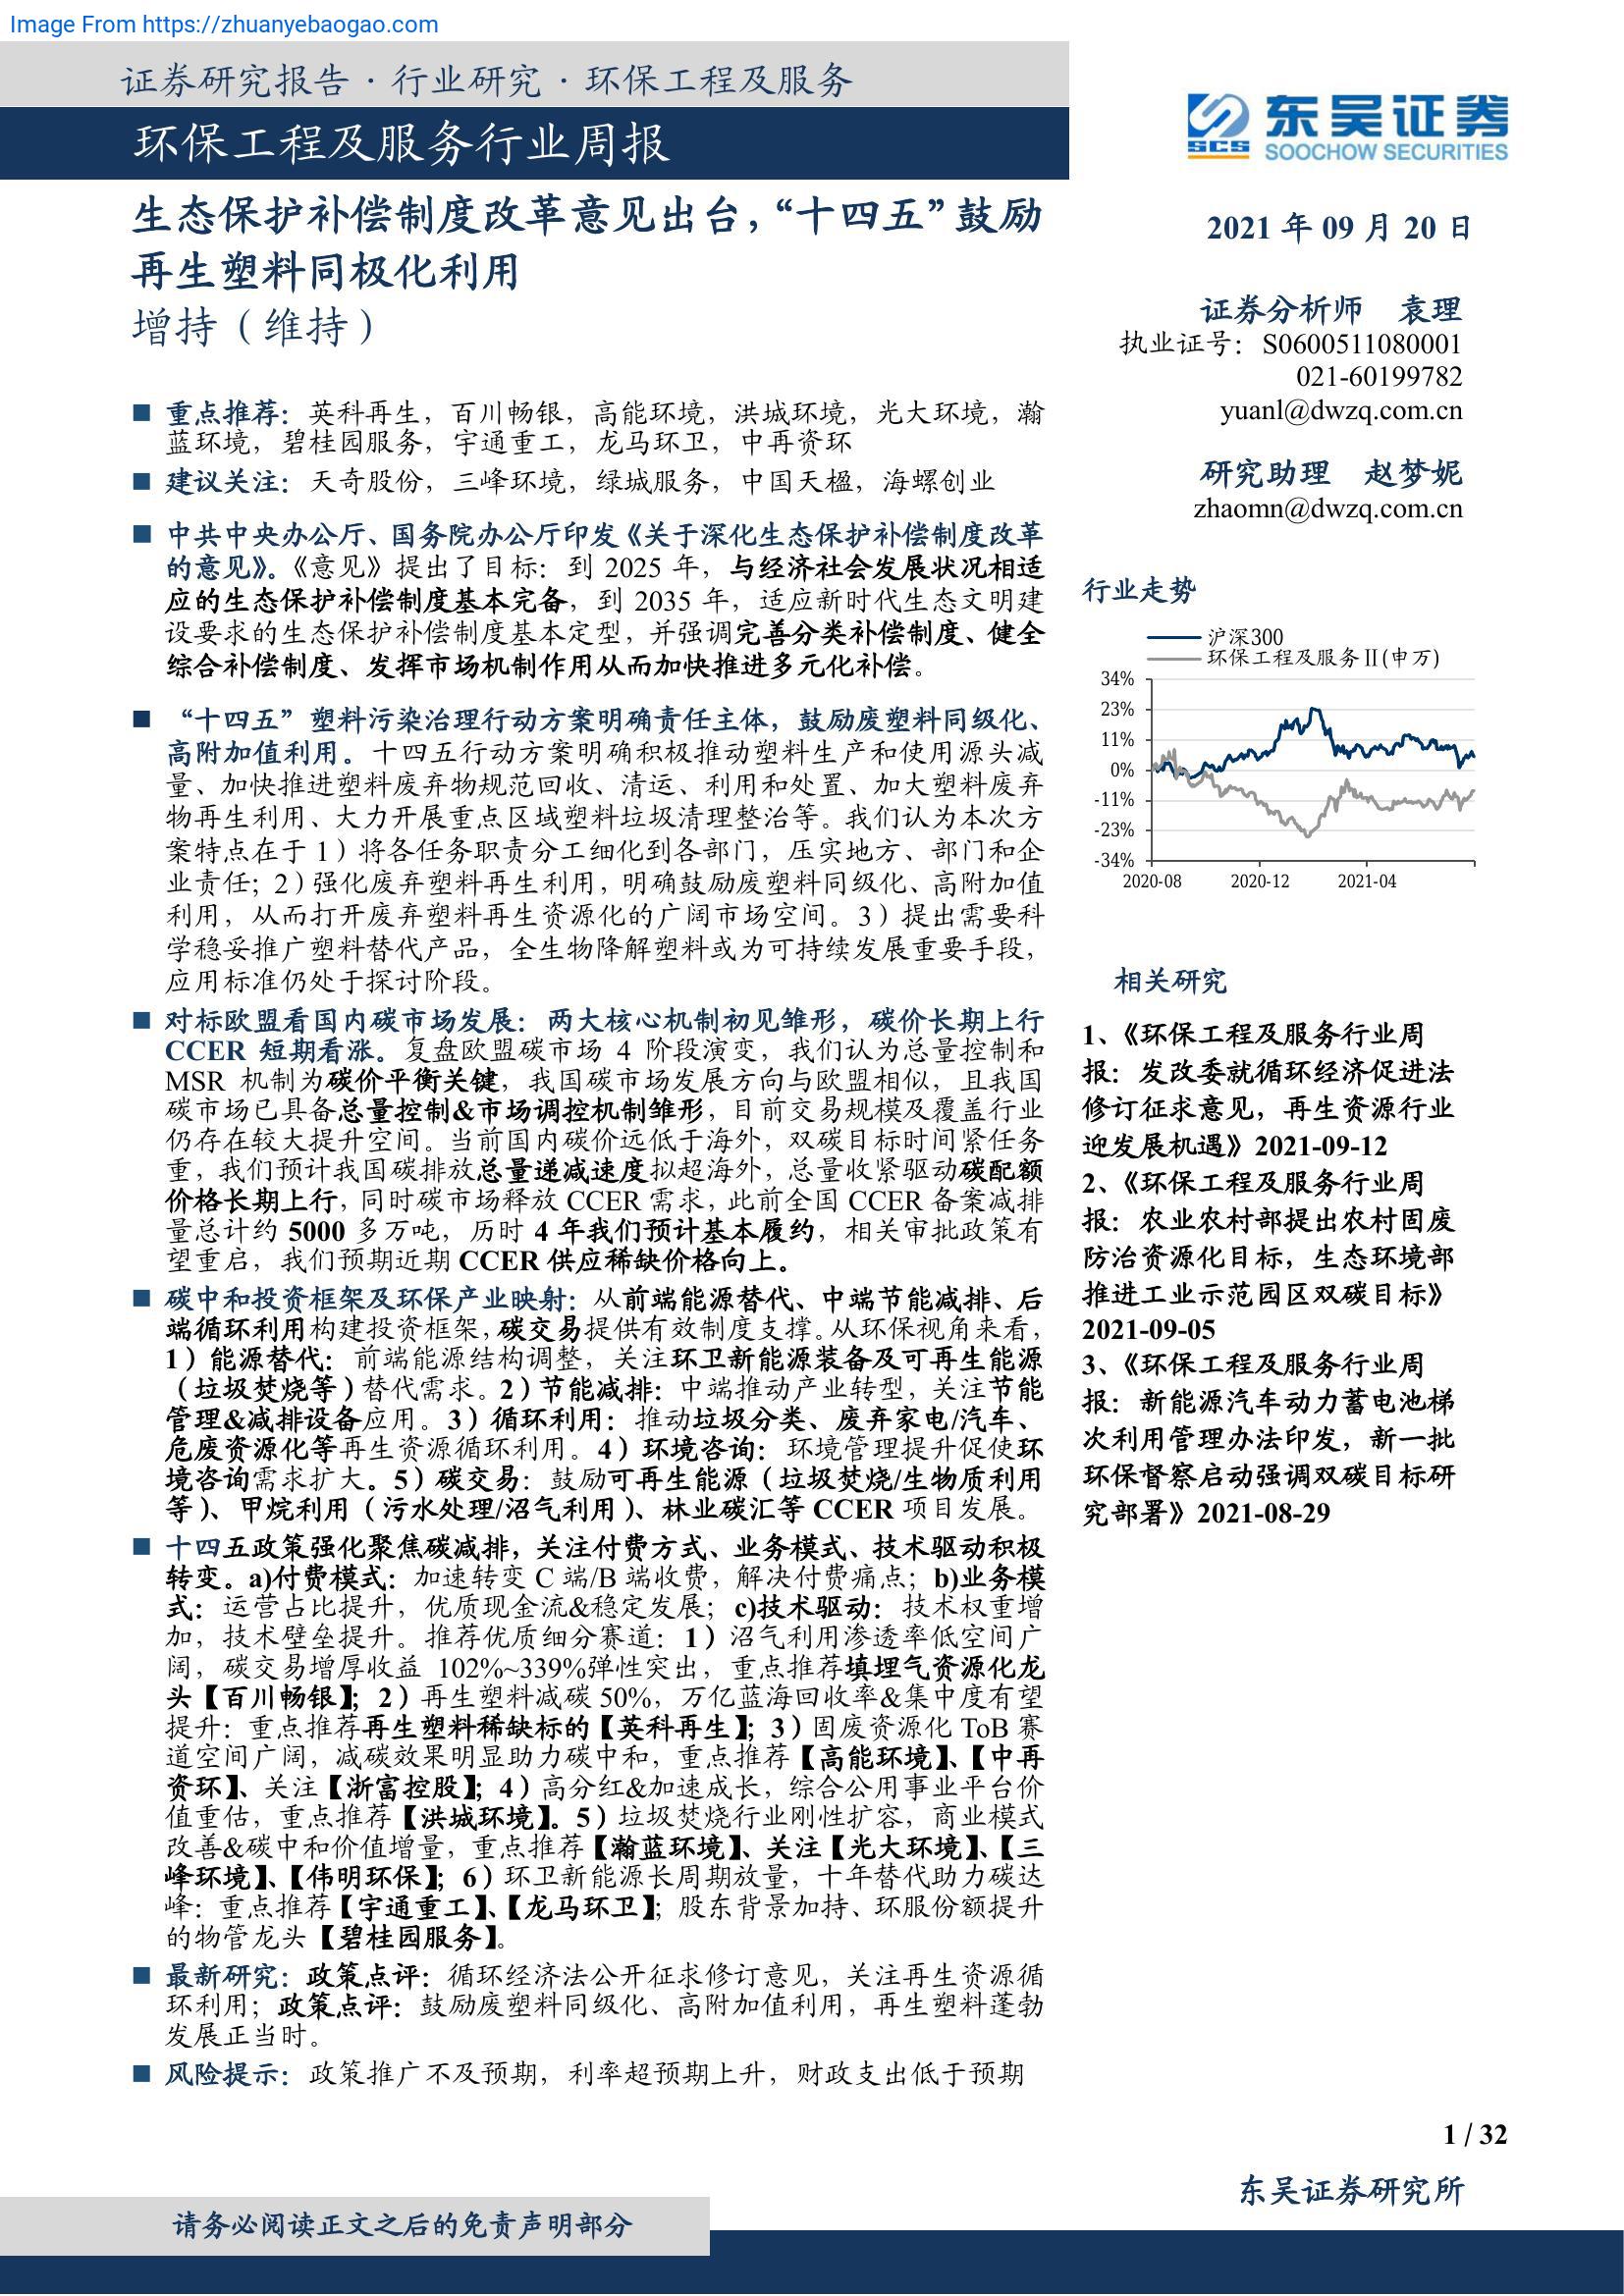 Image From https://zhuanyebaogao.com
证券研究报告·行业研究·环保工程及服务
环保工程及服务行业周报
东吴证券
SCS
SOOCHOW SECURITIES
生态保护补偿制度改革意见出台，“十四五”鼓励
再生塑料同极化利用
增持（维持）
■ 重点推荐：英科再生，百川畅银，高能环境，洪城环境，光大环境，瀚
蓝环境，碧桂园服务，宇通重工，龙马环卫，中再资环
■ 建议关注：天奇股份，三峰环境，绿城服务，中国天楹，海螺创业
■ 中共中央办公厅、国务院办公厅印发《关于深化生态保护补偿制度改革
的意见》。《意见》提出了目标：到 2025 年，与经济社会发展状况相适
应的生态保护补偿制度基本完备，到 2035 年，适应新时代生态文明建
设要求的生态保护补偿制度基本定型，并强调完善分类补偿制度、健全
综合补偿制度、发挥市场机制作用从而加快推进多元化补偿。
■ “十四五”塑料污染治理行动方案明确责任主体，鼓励废塑料同级化、
高附加值利用。十四五行动方案明确积极推动塑料生产和使用源头减
量、加快推进塑料废弃物规范回收、清运、利用和处置、加大塑料废弃
物再生利用、大力开展重点区域塑料垃圾清理整治等。我们认为本次方
案特点在于 1）将各任务职责分工细化到各部门，压实地方、部门和企
业责任；2）强化废弃塑料再生利用，明确鼓励废塑料同级化、高附加值
利用，从而打开废弃塑料再生资源化的广阔市场空间。3）提出需要科
学稳妥推广塑料替代产品，全生物降解塑料或为可持续发展重要手段，
应用标准仍处于探讨阶段。
■ 对标欧盟看国内碳市场发展：两大核心机制初见雏形，碳价长期上行
CCER 短期看涨。复盘欧盟碳市场 4 阶段演变，我们认为总量控制和
MSR 机制为碳价平衡关键，我国碳市场发展方向与欧盟相似，且我国
碳市场已具备总量控制&市场调控机制雏形，目前交易规模及覆盖行业
仍存在较大提升空间。当前国内碳价远低于海外，双碳目标时间紧任务
重，我们预计我国碳排放总量递减速度拟超海外，总量收紧驱动碳配额
价格长期上行，同时碳市场释放 CCER 需求，此前全国 CCER 备案减排
量总计约 5000 多万吨，历时 4 年我们预计基本履约，相关审批政策有
望重启，我们预期近期 CCER 供应稀缺价格向上。
■ 碳中和投资框架及环保产业映射：从前端能源替代、中端节能减排、后
端循环利用构建投资框架，碳交易提供有效制度支撑。从环保视角来看，
1）能源替代：前端能源结构调整，关注环卫新能源装备及可再生能源
（垃圾焚烧等）替代需求。2）节能减排：中端推动产业转型，关注节能
管理&减排设备应用。3）循环利用：推动垃圾分类、废弃家电/汽车、
危废资源化等再生资源循环利用。4）环境咨询：环境管理提升促使环
境咨询需求扩大。5）碳交易：鼓励可再生能源（垃圾焚烧/生物质利用
等）、甲烷利用（污水处理/沼气利用）、林业碳汇等 CCER 项目发展。
■ 十四五政策强化聚焦碳减排，关注付费方式、业务模式、技术驱动积极
转变。a)付费模式：加速转变 C 端/B 端收费，解决付费痛点；b)业务模
式：运营占比提升，优质现金流&稳定发展；c)技术驱动：技术权重增
加，技术壁垒提升。推荐优质细分赛道：1）沼气利用渗透率低空间广
阔，碳交易增厚收益 102%~339%弹性突出，重点推荐填埋气资源化龙
头【百川畅银】；2）再生塑料减碳 50%，万亿蓝海回收率&集中度有望
提升：重点推荐再生塑料稀缺标的【英科再生】；3）固废资源化 ToB 赛
道空间广阔，减碳效果明显助力碳中和，重点推荐【高能环境】、【中再
资环】、关注【浙富控股】；4）高分红&加速成长，综合公用事业平台价
值重估，重点推荐【洪城环境】。5）垃圾焚烧行业刚性扩容，商业模式
改善&碳中和价值增量，重点推荐【瀚蓝环境】、关注【光大环境】、【三
峰环境】、【伟明环保】；6）环卫新能源长周期放量，十年替代助力碳达
峰：重点推荐【宇通重工】、【龙马环卫】；股东背景加持、环服份额提升
的物管龙头【碧桂园服务】。
■ 最新研究：政策点评：循环经济法公开征求修订意见，关注再生资源循
环利用；政策点评：鼓励废塑料同级化、高附加值利用，再生塑料蓬勃
发展正当时。
■ 风险提示：政策推广不及预期，利率超预期上升，财政支出低于预期
2021 年 09 月 20 日
证券分析师 袁理
执业证号：S0600511080001
021-60199782
yuanl@dwzq.com.cn
研究助理 赵梦妮
zhaomn@dwzq.com.cn
行业走势
沪深300
环保工程及服务Ⅱ(申万)
34%
23%
11%
0%
-11%
-23%
-34%
2020-08 2020-12 2021-04
相关研究
1、《环保工程及服务行业周
报：发改委就循环经济促进法
修订征求意见，再生资源行业
迎发展机遇》2021-09-12
2、《环保工程及服务行业周
报：农业农村部提出农村固废
防治资源化目标，生态环境部
推进工业示范园区双碳目标》
2021-09-05
3、《环保工程及服务行业周
报：新能源汽车动力蓄电池梯
次利用管理办法印发，新一批
环保督察启动强调双碳目标研
究部署》2021-08-29
1 / 32
东吴证券研究所
请务必阅读正文之后的免责声明部分